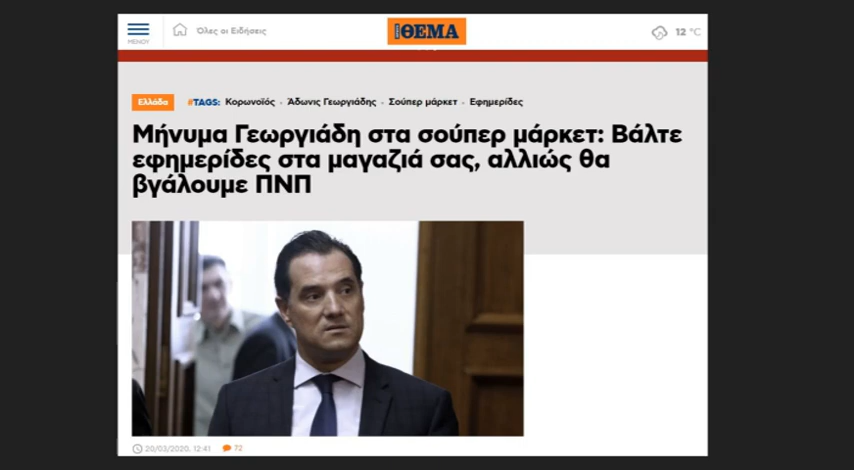 ΜΕΝΟΥ
Όλες οι Ειδήσεις
ΘΕΜΑ
12 °C
Ελλάδα #TAGS: Κορωνοϊός - Άδωνις Γεωργιάδης - Σούπερ μάρκετ - Εφημερίδες
Μήνυμα Γεωργιάδη στα σούπερ μάρκετ: Βάλτε
εφημερίδες στα μαγαζιά σας, αλλιώς θα
βγάλουμε ΠΝΠ
20/03/2020, 12:41 72